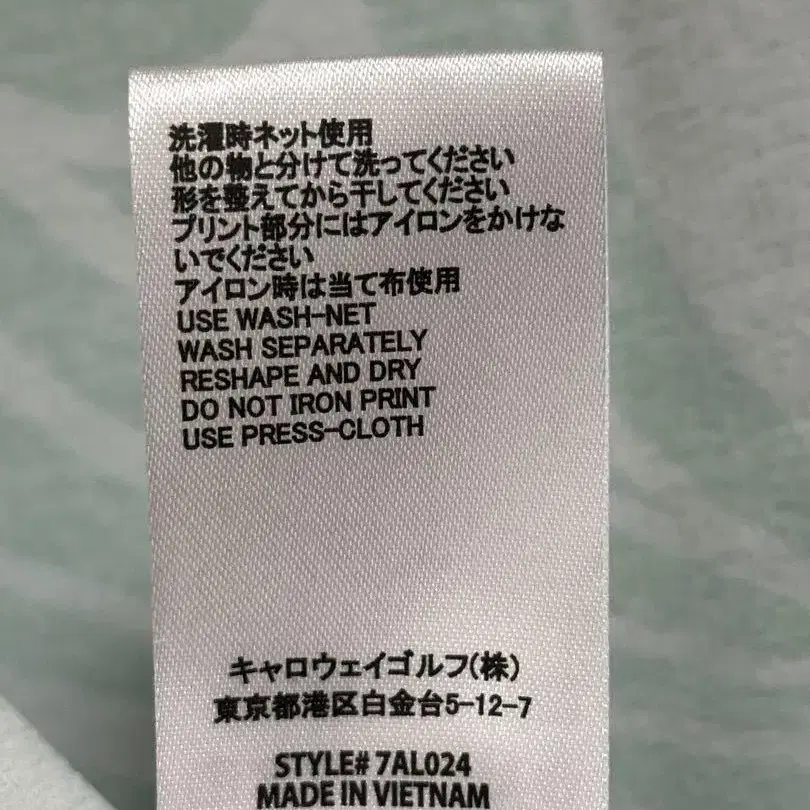 洗濯時ネット使用
他の物と分けて洗ってください
形を整えてから干してください
プリント部分にはアイロンをかけな
いでください
アイロン時は当て布使用
USE WASH-NET
WASH SEPARATELY
RESHAPE AND DRY
DO NOT IRON PRINT
USE PRESS-CLOTH
キャロウェイゴルフ(株)
東京都港区白金台5-12-7
STYLE# 7AL024
MADE IN VIETNAM